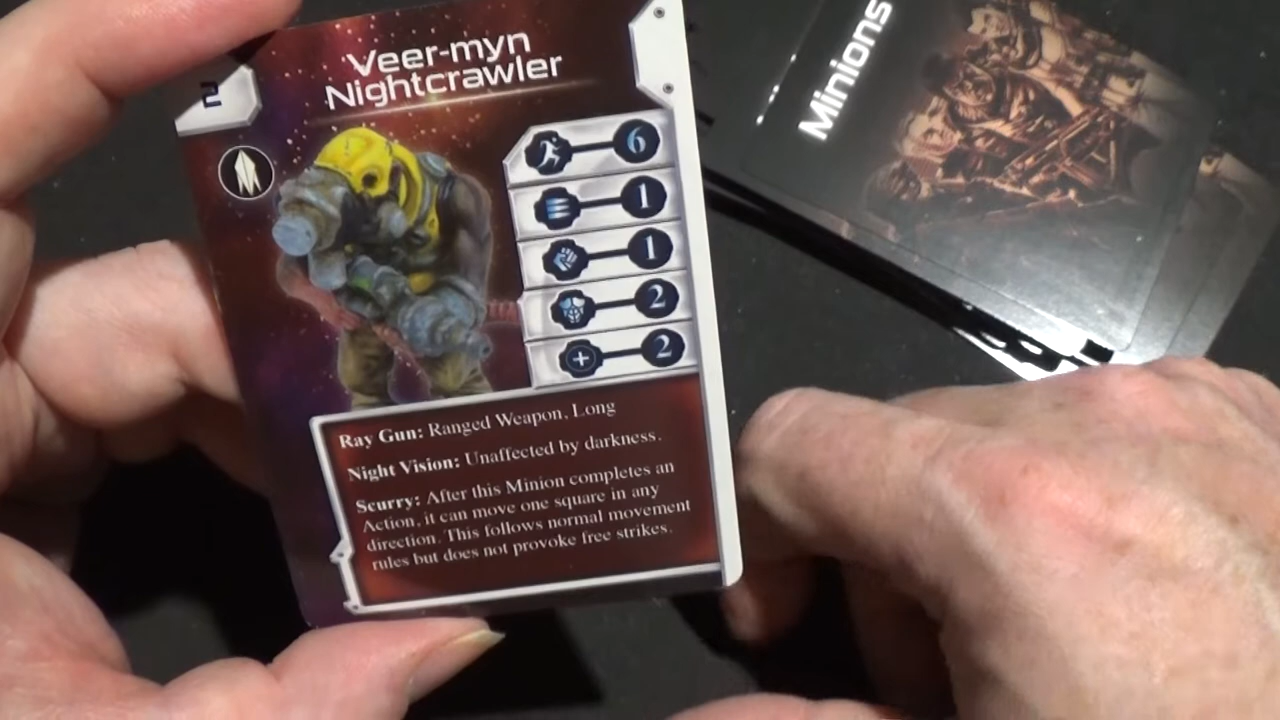 Veer-myn
Nightcrawler
2
6
1
1
2
2
Ray Gun: Ranged Weapon, Long
Night Vision: Unaffected by darkness.
Scurry: After this Minion completes an
Action, it can move one square in any
direction. This follows normal movement
rules but does not provoke free strikes.
Minions